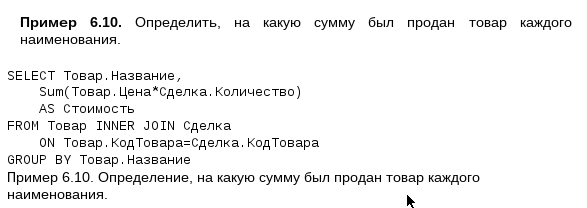 Пример 6.10. Определить, на какую сумму был продан товар каждого
наименования.
SELECT Товар.Название,
Sum(Товар.Цена*Сделка.Количество)
AS Стоимость
FROM Товар INNER JOIN Сделка
ON Товар.КодТовара=Сделка.КодТовара
GROUP BY Товар.Название
Пример 6.10. Определение, на какую сумму был продан товар каждого
наименования.